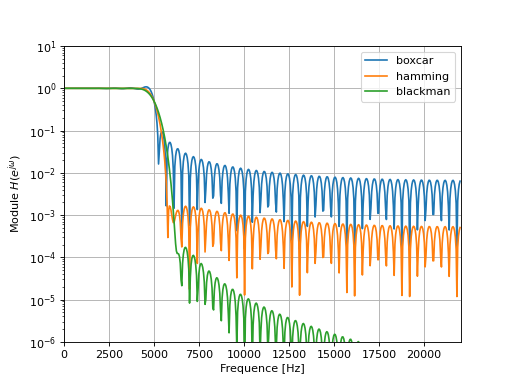 10¹
10⁰
10⁻¹
10⁻²
10⁻³
10⁻⁴
10⁻⁵
10⁻⁶
Module H(e^{jω})
boxcar
hamming
blackman
0 2500 5000 7500 10000 12500 15000 17500 20000
Frequence [Hz]